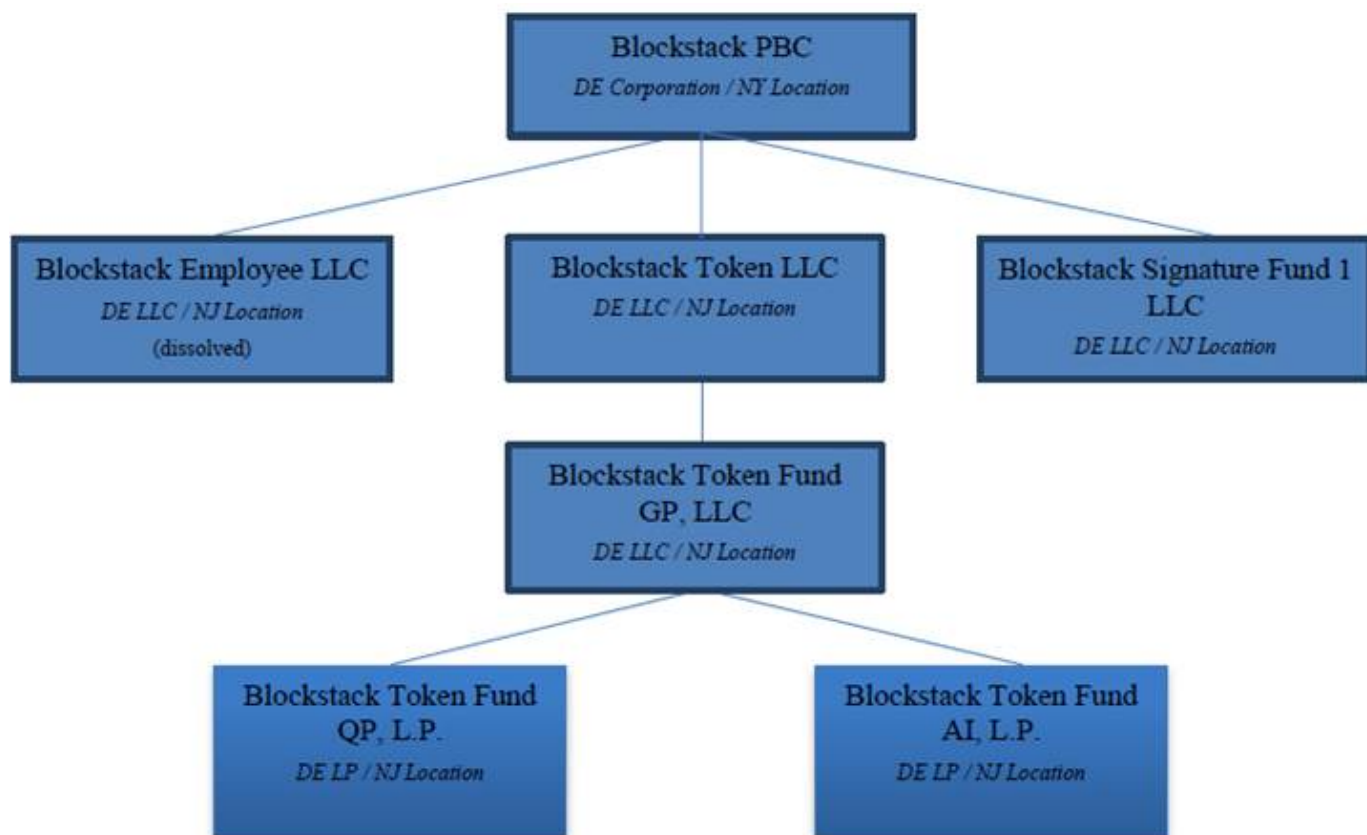 Blockstack PBC
DE Corporation / NY Location
Blockstack Employee LLC
DE LLC / NJ Location
(dissolved)
Blockstack Token LLC
DE LLC / NJ Location
Blockstack Signature Fund 1
LLC
DE LLC / NJ Location
Blockstack Token Fund
GP, LLC
DE LLC / NJ Location
Blockstack Token Fund
QP, L.P.
DE LP / NJ Location
Blockstack Token Fund
AI, L.P.
DE LP / NJ Location